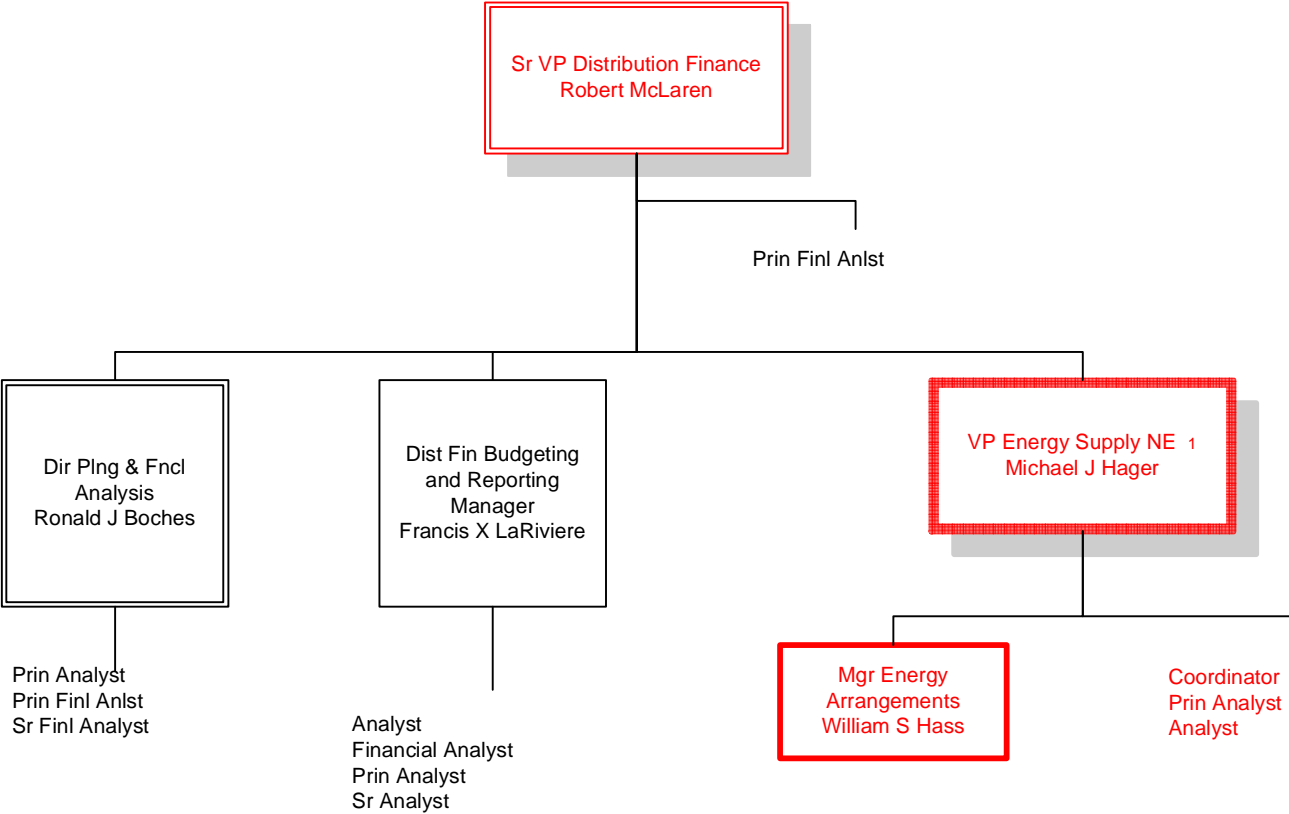 Sr VP Distribution Finance
Robert McLaren
Prin Finl Anlst
Dir Plng & Fncl
Analysis
Ronald J Boches
Dist Fin Budgeting
and Reporting
Manager
Francis X LaRiviere
VP Energy Supply NE 1
Michael J Hager
Prin Analyst
Prin Finl Anlst
Sr Finl Analyst
Analyst
Financial Analyst
Prin Analyst
Sr Analyst
Mgr Energy
Arrangements
William S Hass
Coordinator
Prin Analyst
Analyst